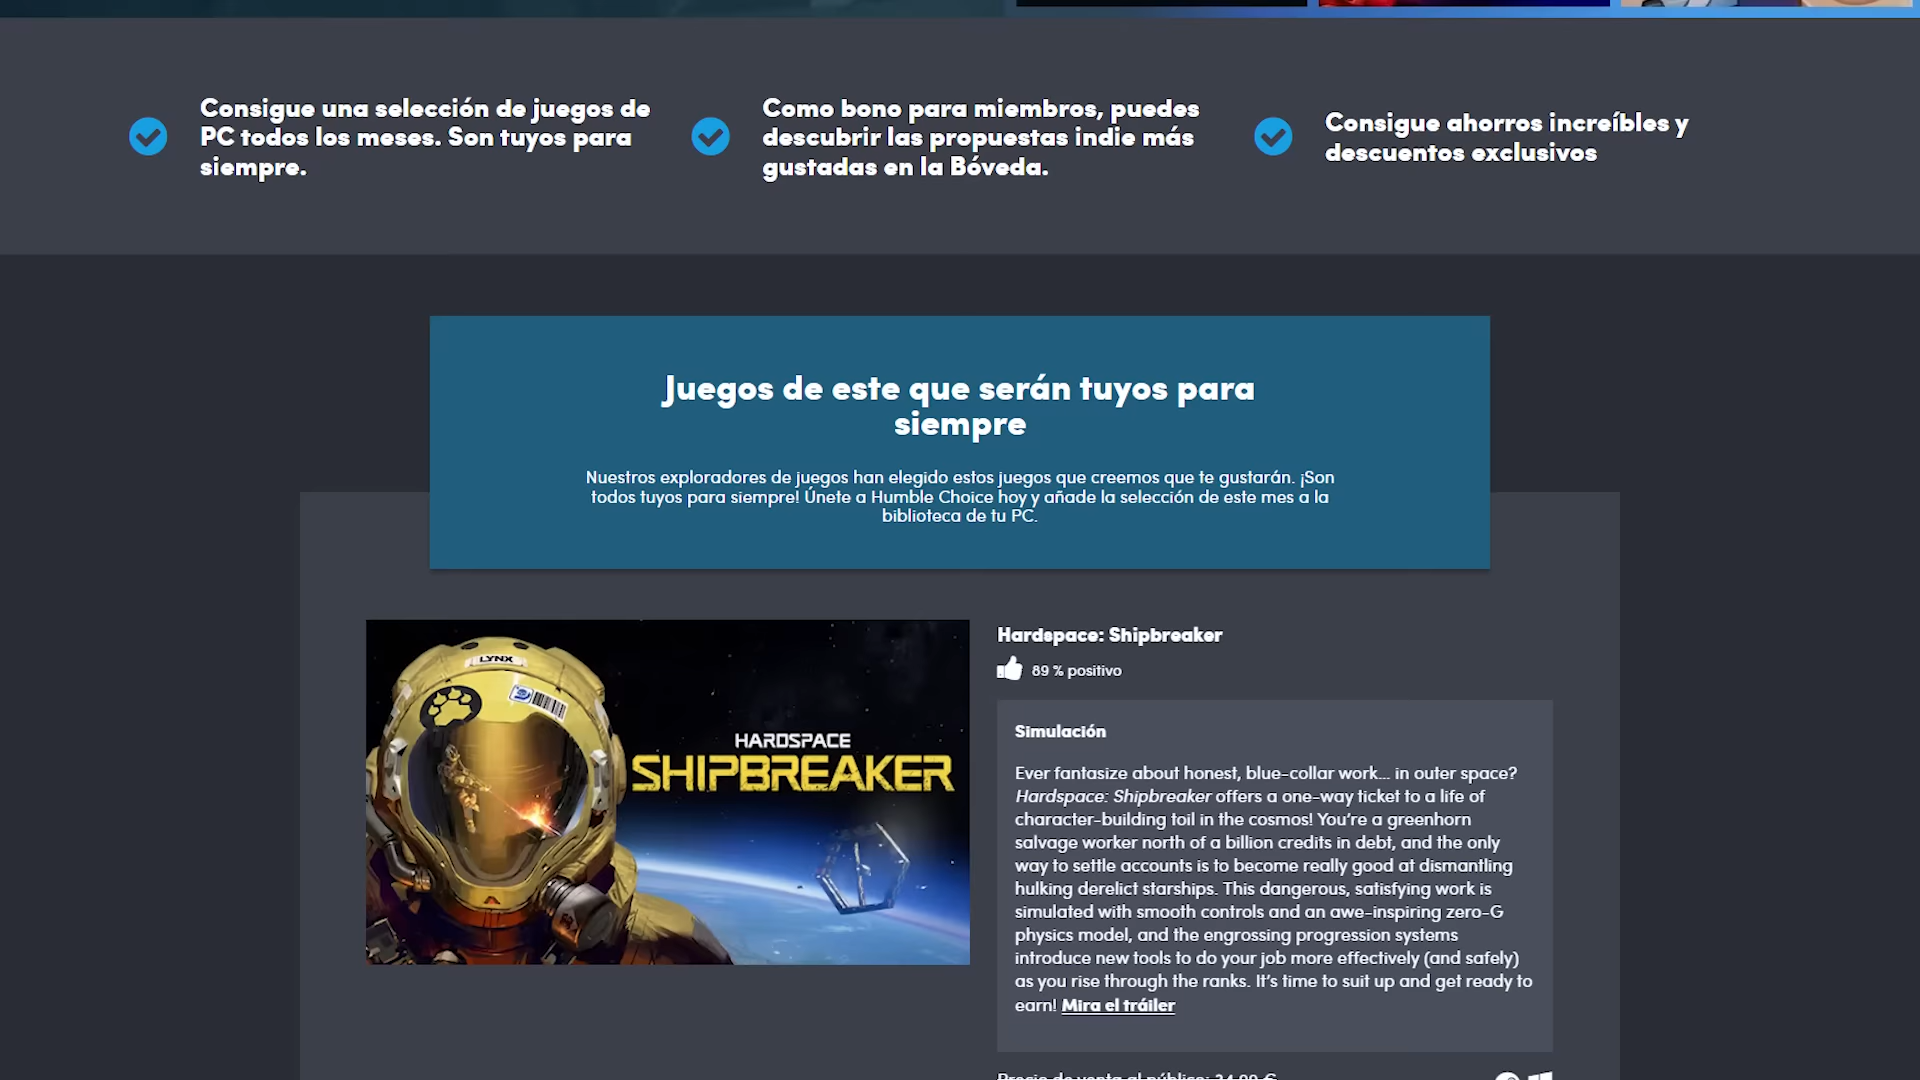 Consigue una selección de juegos de
PC todos los meses. Son tuyos para
siempre.
Como bono para miembros, puedes
descubrir las propuestas indie más
gustadas en la Bóveda.
Consigue ahorros increíbles y
descuentos exclusivos
Juegos de este que serán tuyos para
siempre
Nuestros exploradores de juegos han elegido estos juegos que creemos que te gustarán. ¡Son
todos tuyos para siempre! Únete a Humble Choice hoy y añade la selección de este mes a la
biblioteca de tu PC.
LYNX
HARDSPACE
SHIPBREAKER
Hardspace: Shipbreaker
89 % positivo
Simulación
Ever fantasize about honest, blue-collar work... in outer space?
Hardspace: Shipbreaker offers a one-way ticket to a life of
character-building toil in the cosmos! You're a greenhorn
salvage worker north of a billion credits in debt, and the only
way to settle accounts is to become really good at dismantling
hulking derelict starships. This dangerous, satisfying work is
simulated with smooth controls and an awe-inspiring zero-G
physics model, and the engrossing progression systems
introduce new tools to do your job more effectively (and safely)
as you rise through the ranks. It's time to suit up and get ready to
earn! Mira el tráiler
Precio de venta al público: